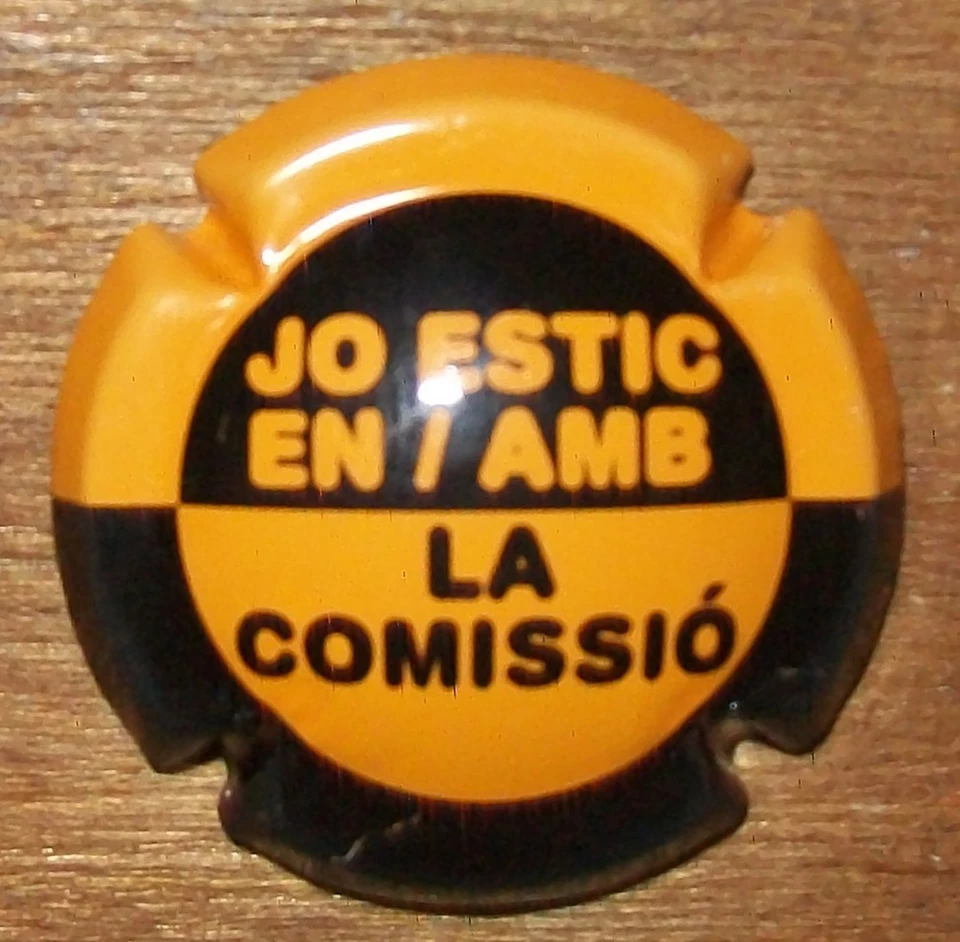 JO ESTIC
EN / AMB
LA
COMISSIÓ